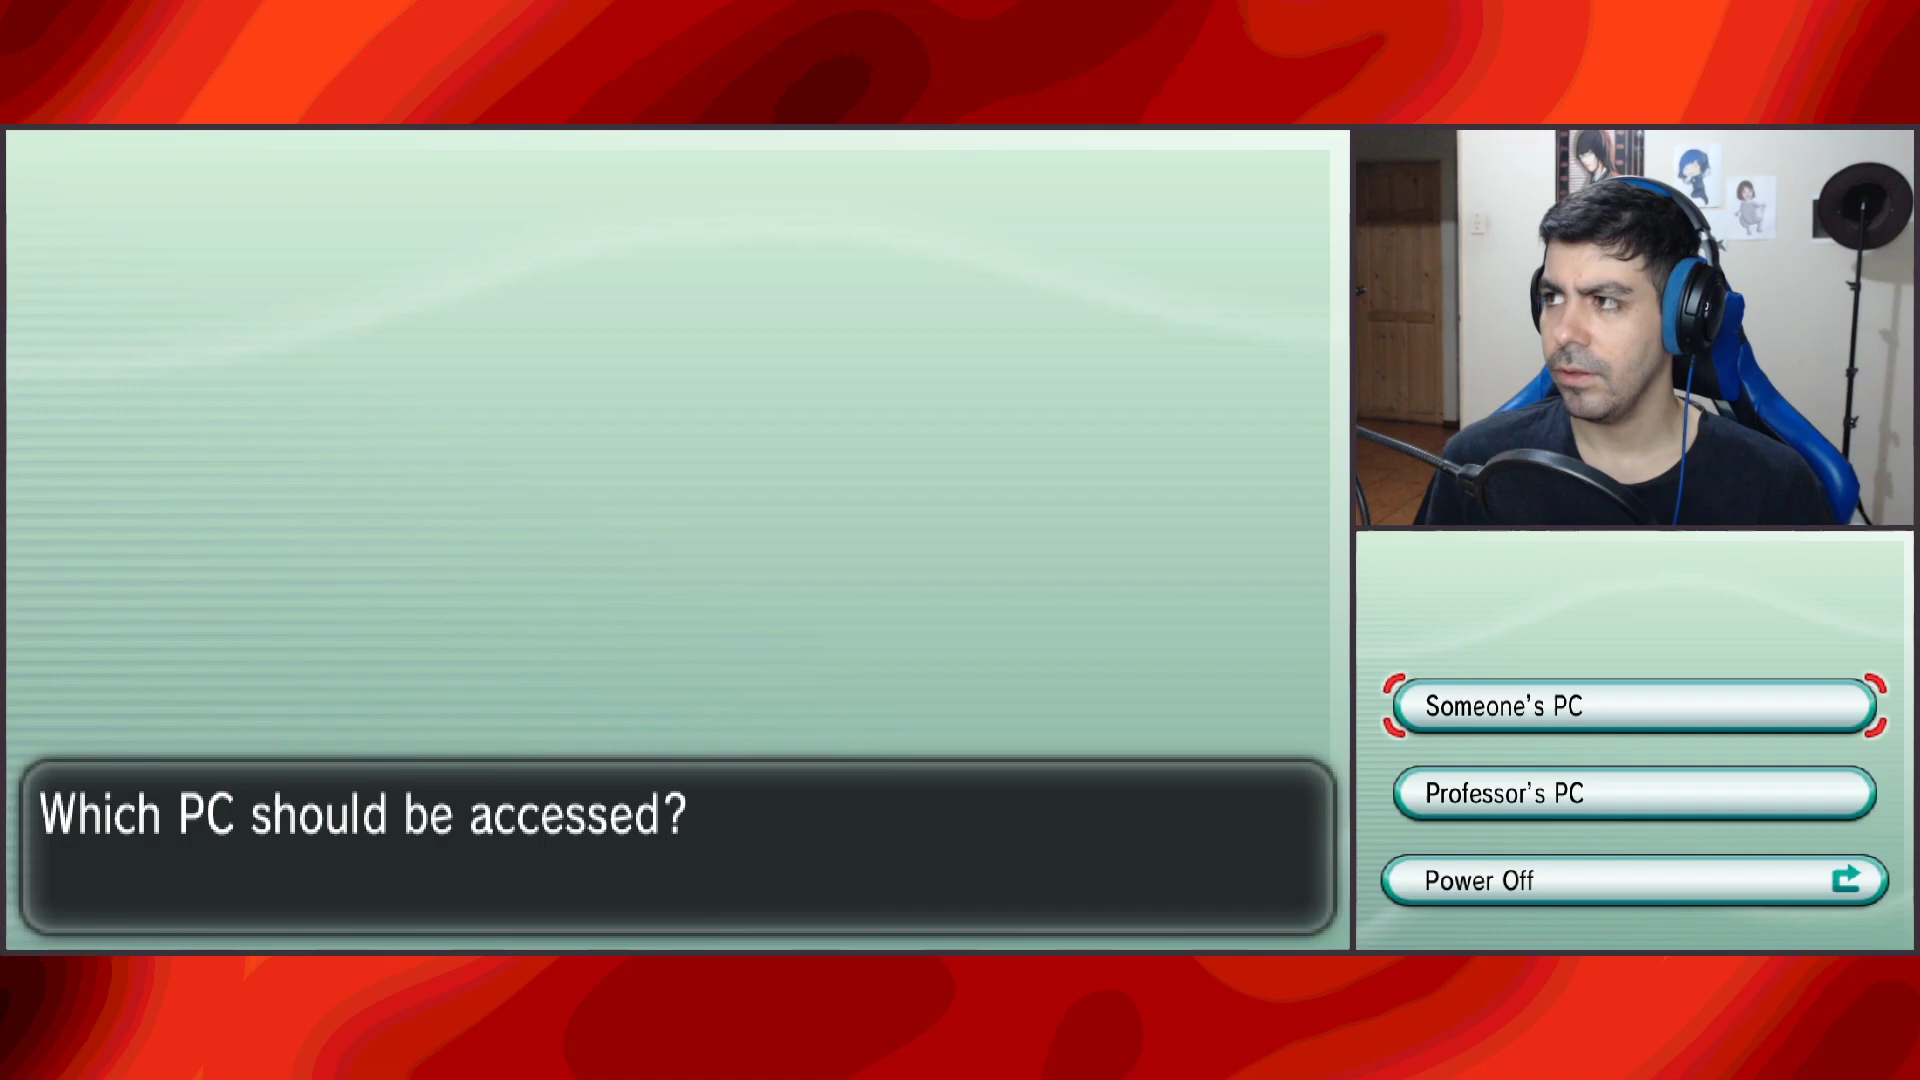 Which PC should be accessed?
Someone's PC
Professor's PC
Power Off